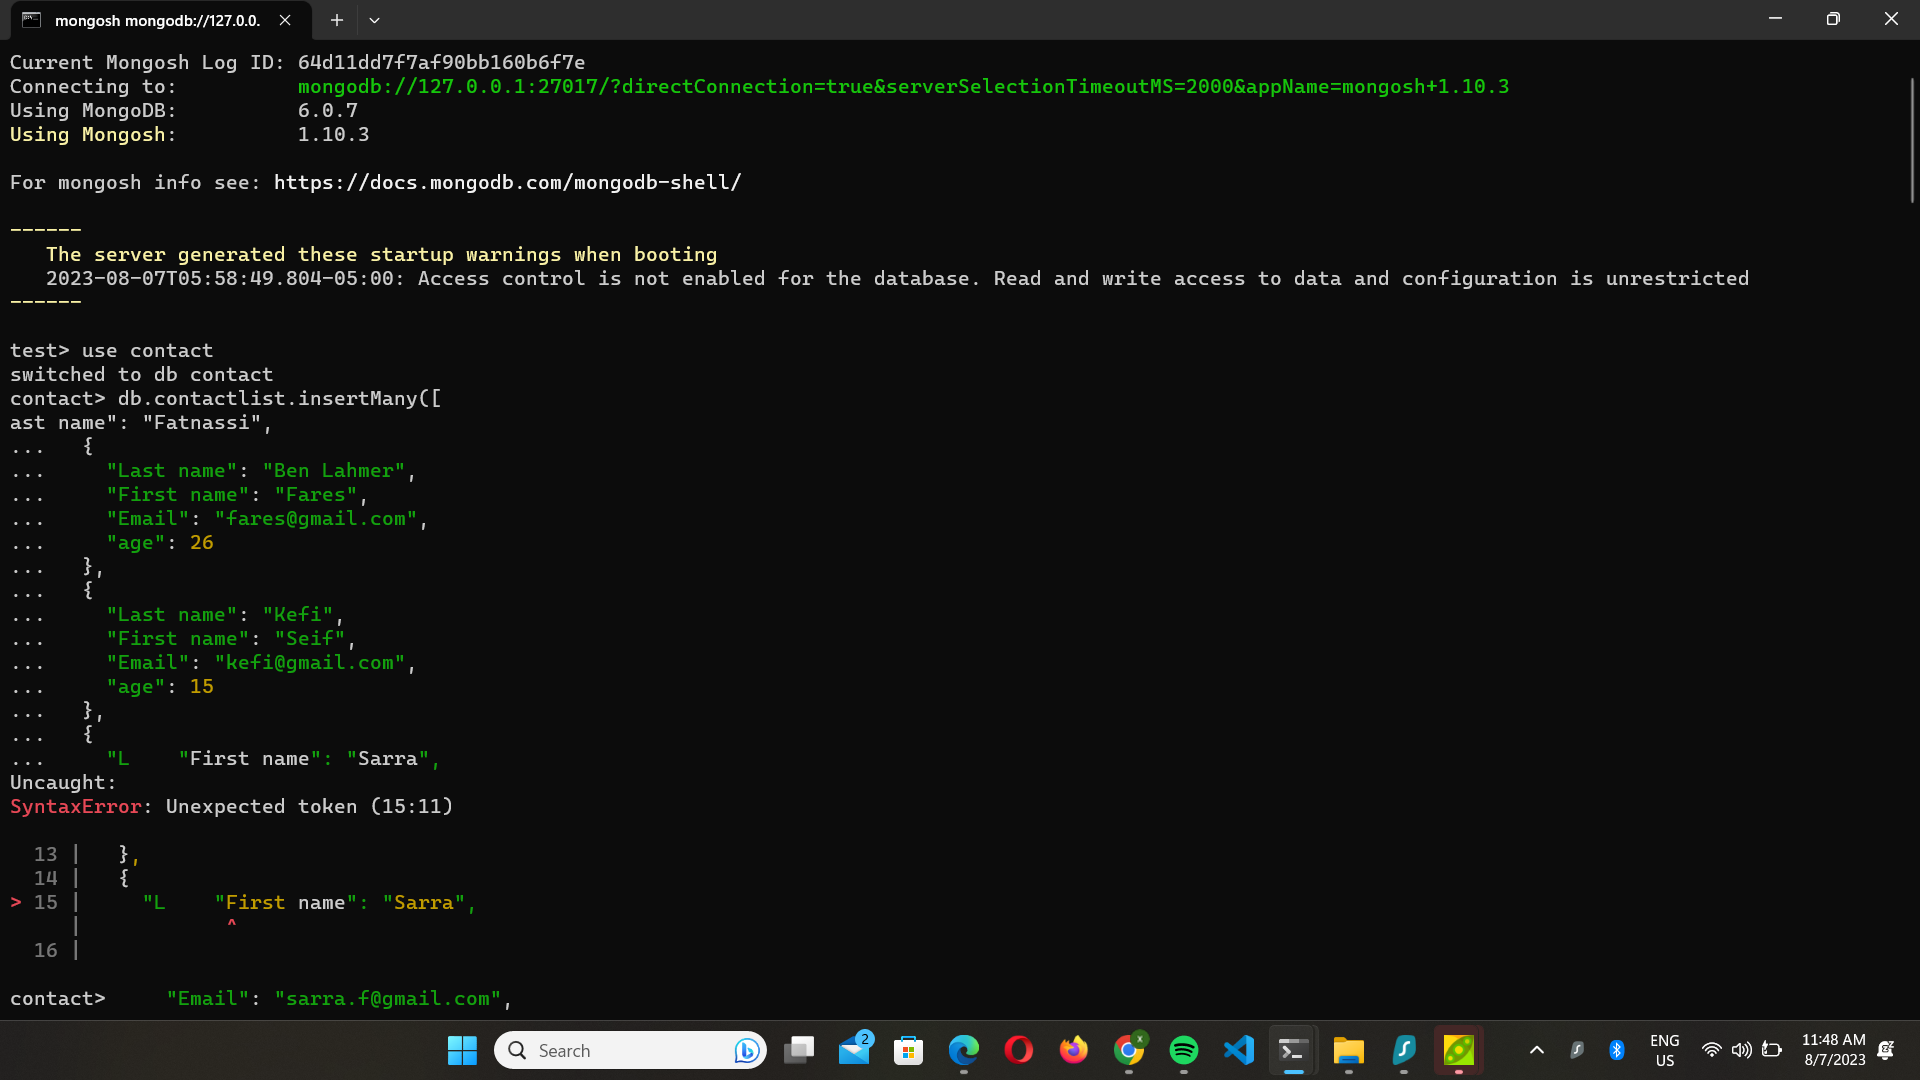 mongosh mongodb://127.0.0.
Current Mongosh Log ID: 64d11dd7f7af90bb160b6f7e
Connecting to:          mongodb://127.0.0.1:27017/?directConnection=true&serverSelectionTimeoutMS=2000&appName=mongosh+1.10.3
Using MongoDB:          6.0.7
Using Mongosh:          1.10.3
For mongosh info see: https://docs.mongodb.com/mongodb-shell/
------
   The server generated these startup warnings when booting
   2023-08-07T05:58:49.804-05:00: Access control is not enabled for the database. Read and write access to data and configuration is unrestricted
------
test> use contact
switched to db contact
contact> db.contactlist.insertMany([
ast name": "Fatnassi",
...   {
...     "Last name": "Ben Lahmer",
...     "First name": "Fares",
...     "Email": "fares@gmail.com",
...     "age": 26
...   },
...   {
...     "Last name": "Kefi",
...     "First name": "Seif",
...     "Email": "kefi@gmail.com",
...     "age": 15
...   },
...   {
...     "L    "First name": "Sarra",
Uncaught:
SyntaxError: Unexpected token (15:11)
  13 |   },
  14 |   {
> 15 |     "L    "First name": "Sarra",
     |            ^
  16 |
contact>     "Email": "sarra.f@gmail.com",
Search
2
ENG
US
11:48 AM
8/7/2023